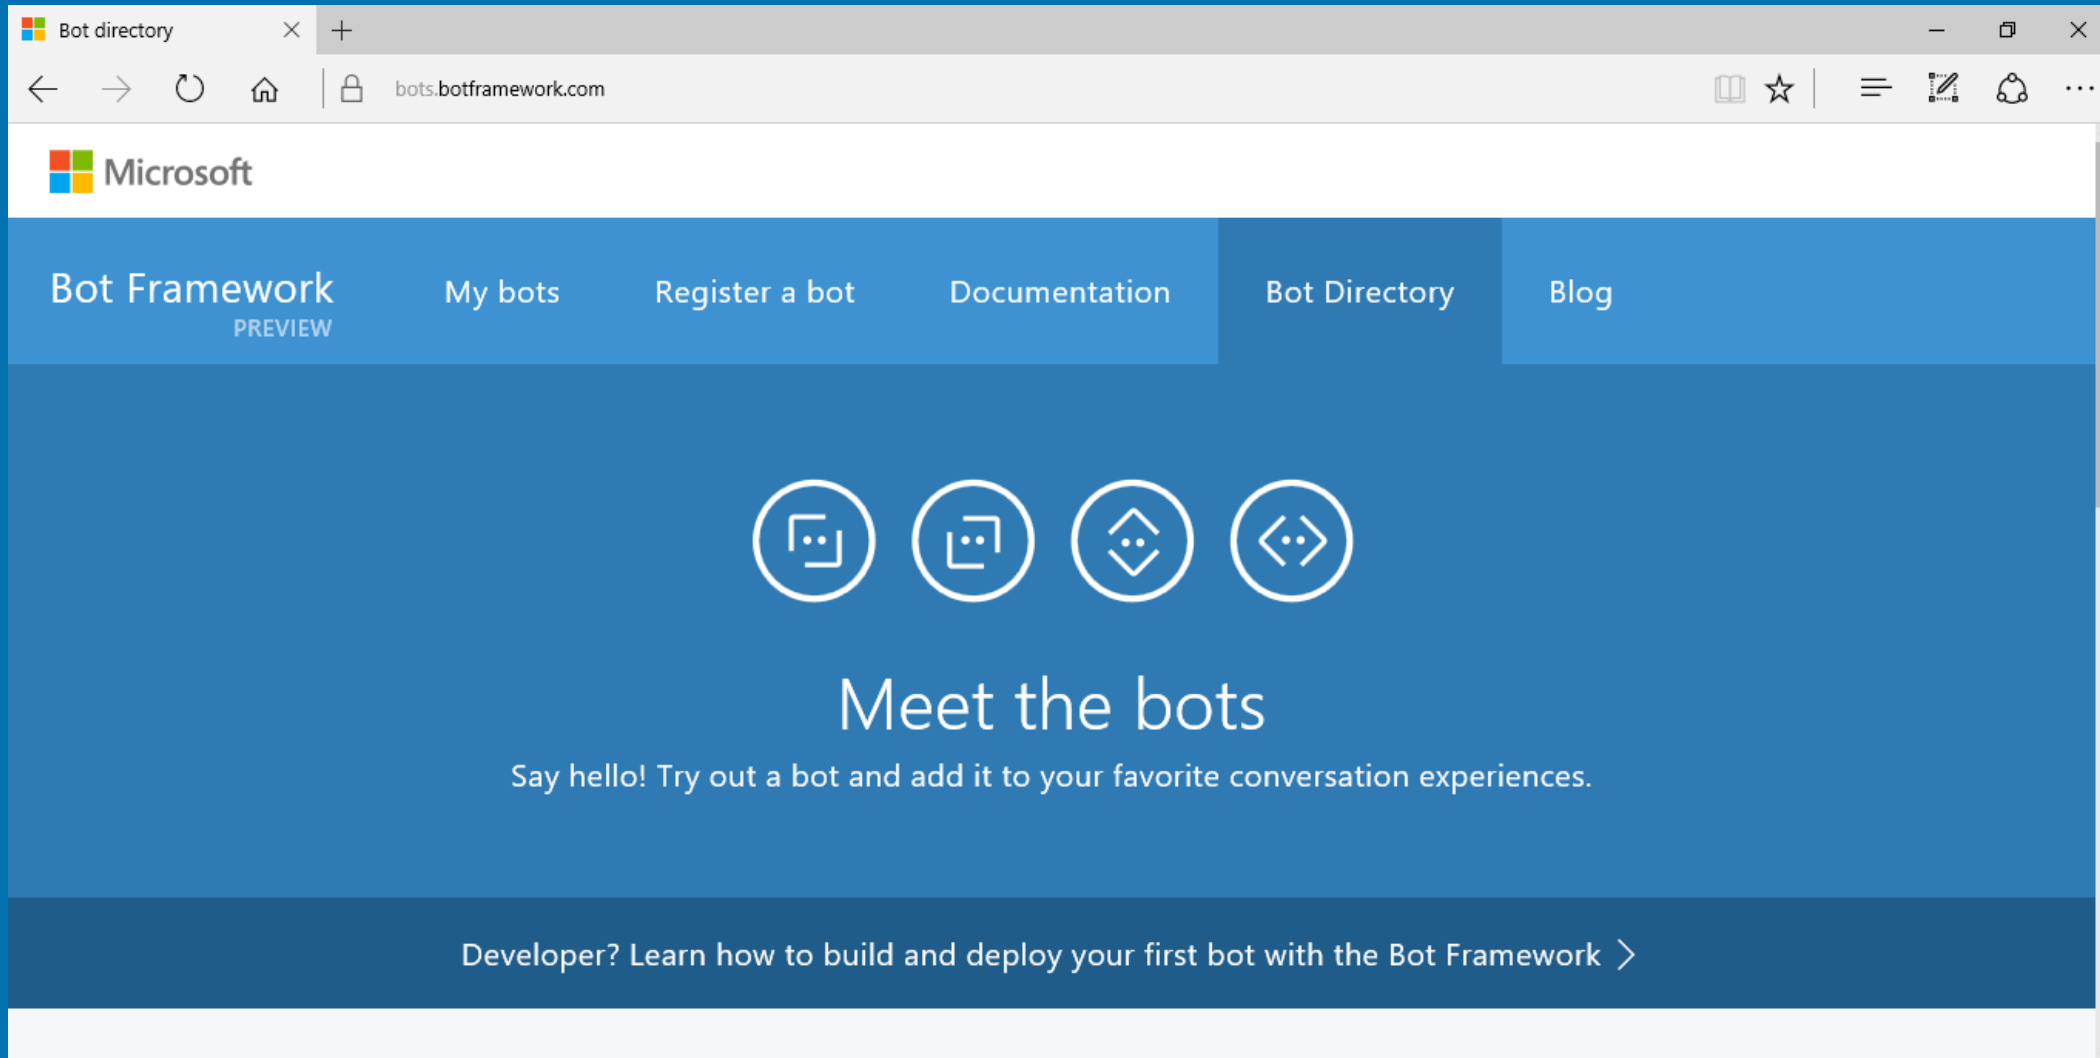 Bot directory
bots.botframework.com
Microsoft
Bot Framework My bots Register a bot Documentation Bot Directory Blog
PREVIEW
Meet the bots
Say hello! Try out a bot and add it to your favorite conversation experiences.
Developer? Learn how to build and deploy your first bot with the Bot Framework